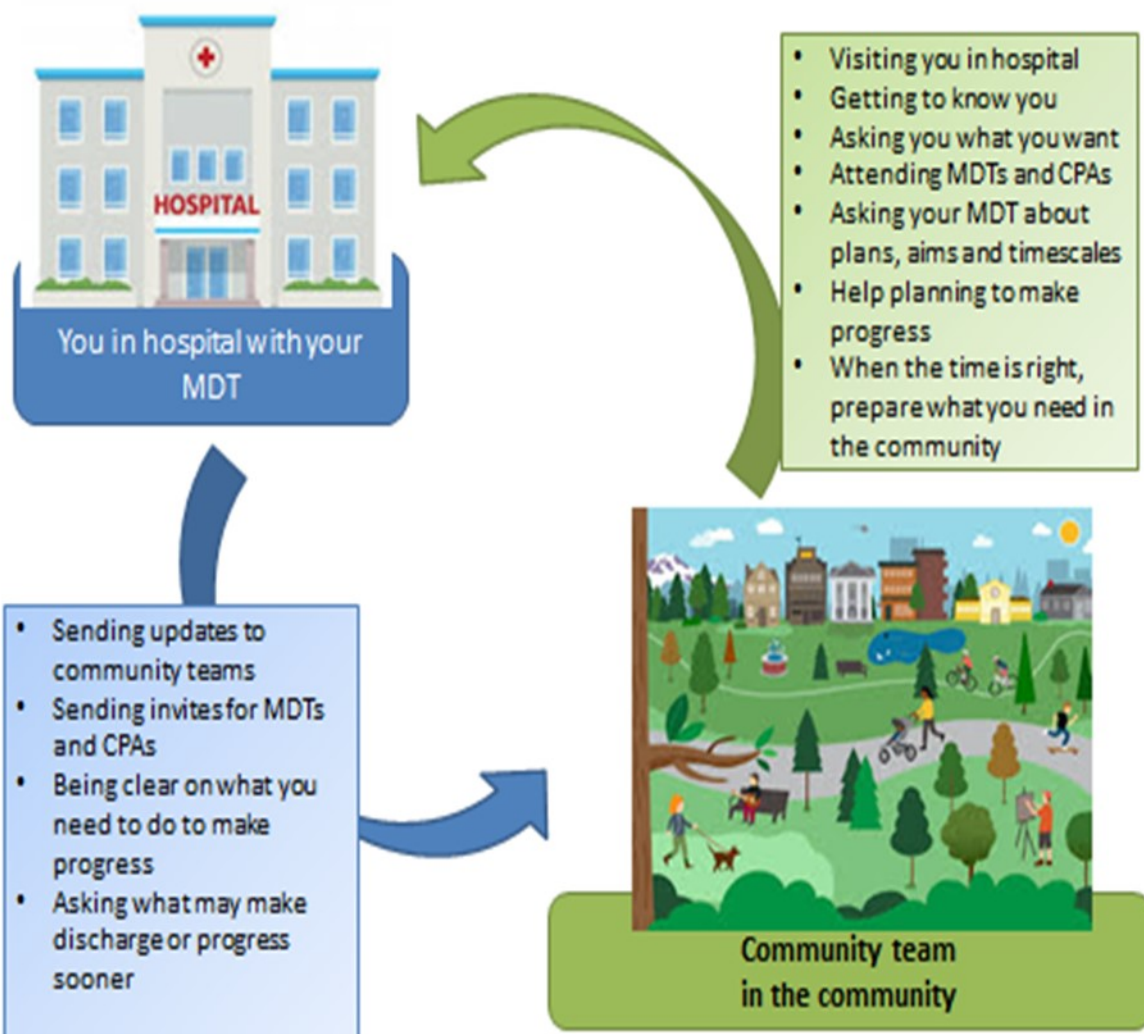 HOSPITAL
You in hospital with your
MDT
• Visiting you in hospital
• Getting to know you
• Asking you what you want
• Attending MDTs and CPAs
• Asking your MDT about
plans, aims and timescales
• Help planning to make
progress
• When the time is right,
prepare what you need in
the community
• Sending updates to
community teams
• Sending invites for MDTs
and CPAs
• Being clear on what you
need to do to make
progress
• Asking what may make
discharge or progress
sooner
Community team
in the community